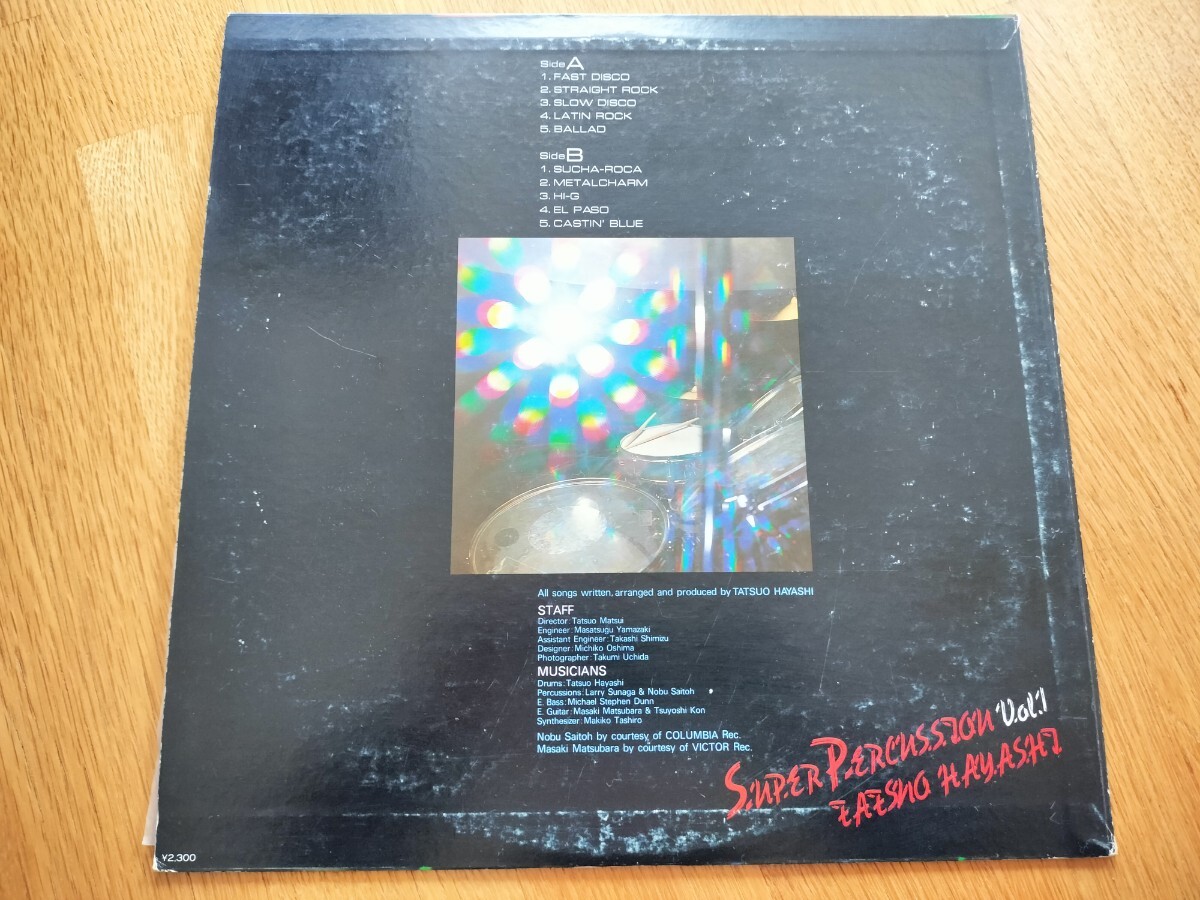 Side A
1. FAST DISCO
2. STRAIGHT ROCK
3. SLOW DISCO
4. LATIN ROCK
5. BALLAD
Side B
1. SUCHA-ROCA
2. METALCHARM
3. HI-G
4. EL PASO
5. CASTIN' BLUE
All songs written, arranged and produced by TATSUO HAYASHI
STAFF
Director: Tatsuo Matsui
Engineer: Masatsugu Yamazaki
Assistant Engineer: Takashi Shimizu
Designer: Michiko Oshima
Photographer: Takumi Uchida
MUSICIANS
Drums: Tatsuo Hayashi
Percussions: Larry Sunaga & Nobu Saitoh
E. Bass: Michael Stephen Dunn
E. Guitar: Masaki Matsubara & Tsuyoshi Kon
Synthesizer: Makiko Tashiro
Nobu Saitoh by courtesy of COLUMBIA Rec.
Masaki Matsubara by courtesy of VICTOR Rec.
SUPER PERCUSSION Vol.1
TATSUO HAYASHI
¥2,300